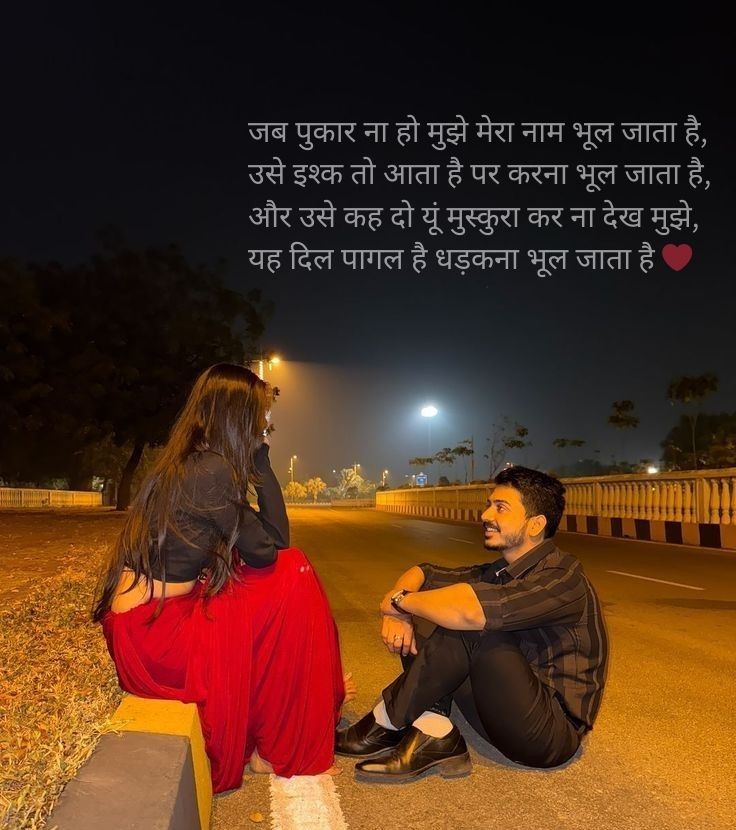 जब पुकार ना हो मुझे मेरा नाम भूल जाता है,
उसे इश्क तो आता है पर करना भूल जाता है,
और उसे कह दो यूं मुस्कुरा कर ना देख मुझे,
यह दिल पागल है धड़कना भूल जाता है ❤️